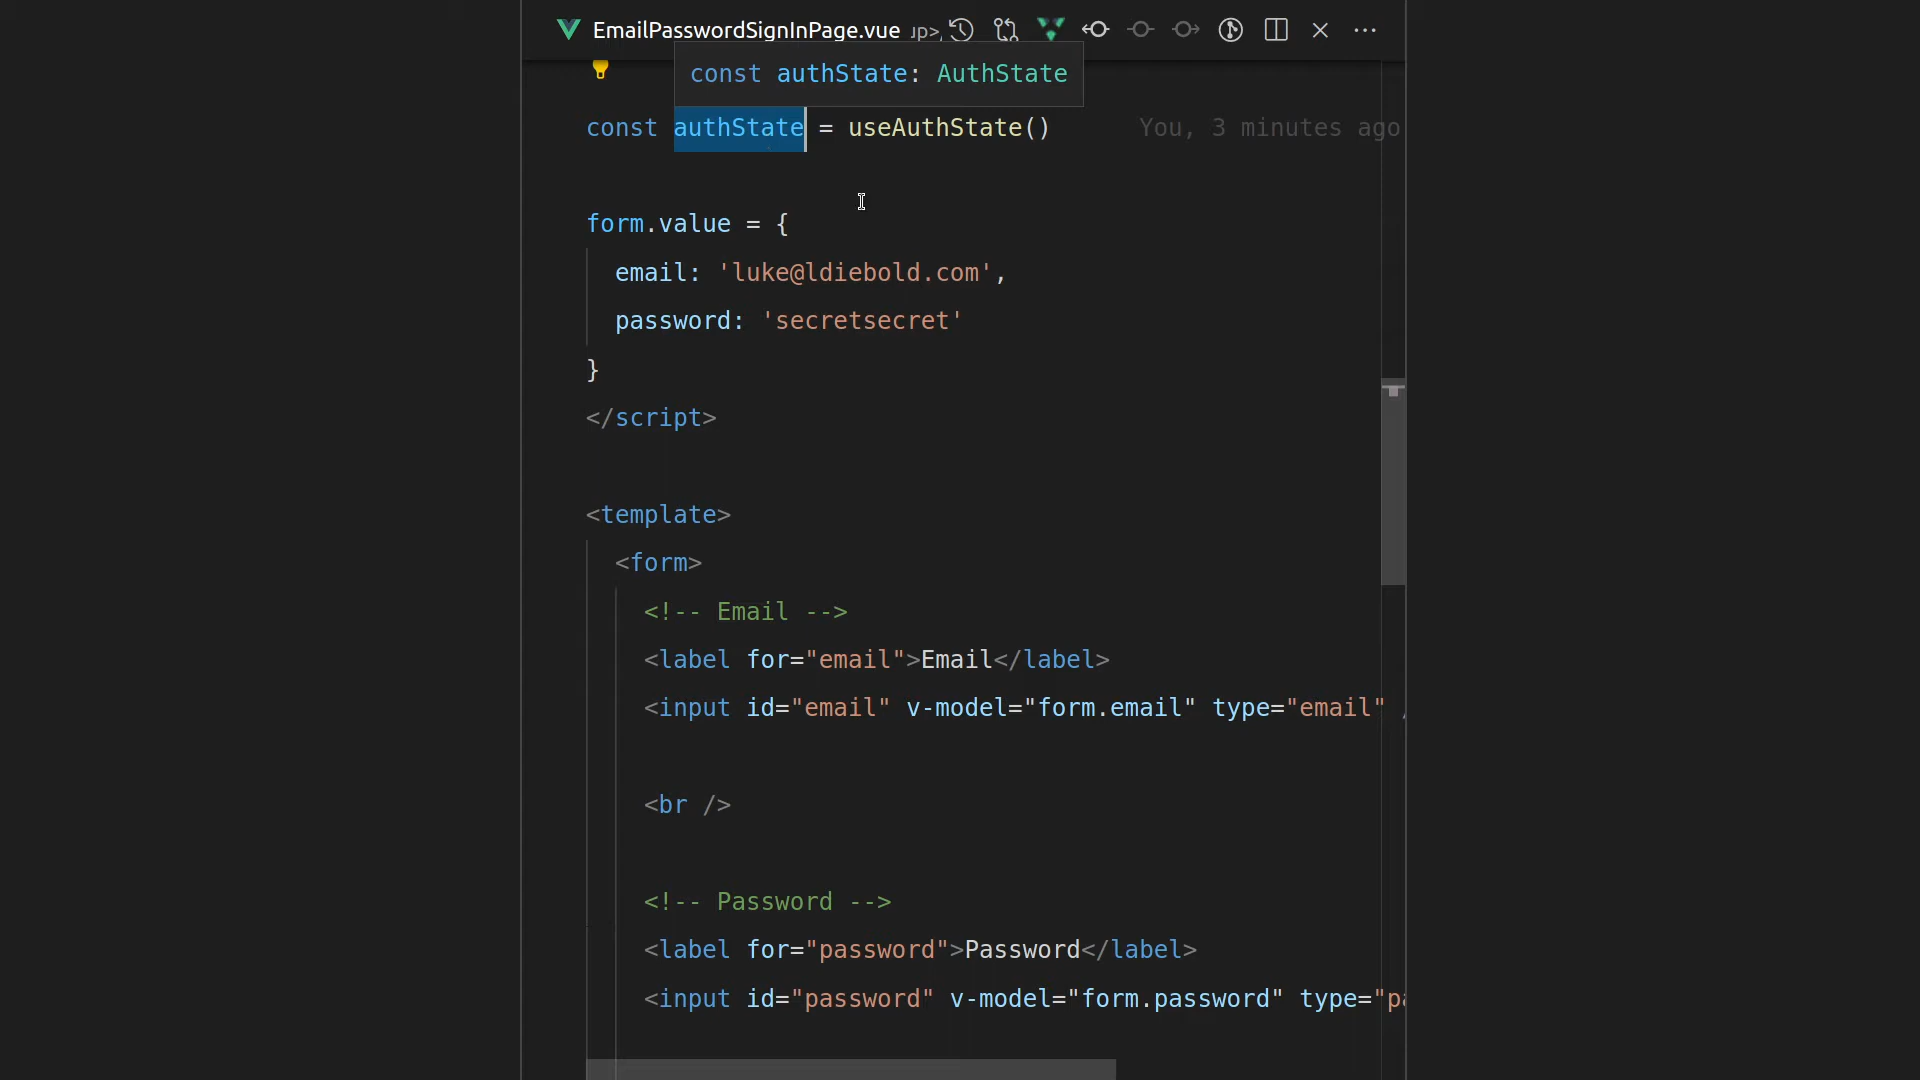 EmailPasswordSignInPage.vue up>
const authState: AuthState
const authState = useAuthState() You, 3 minutes ago
form.value = {
email: 'luke@ldiebold.com',
password: 'secretsecret'
}
</script>
<template>
<form>
<!-- Email -->
<label for="email">Email</label>
<input id="email" v-model="form.email" type="email" /
<br />
<!-- Password -->
<label for="password">Password</label>
<input id="password" v-model="form.password" type="pa